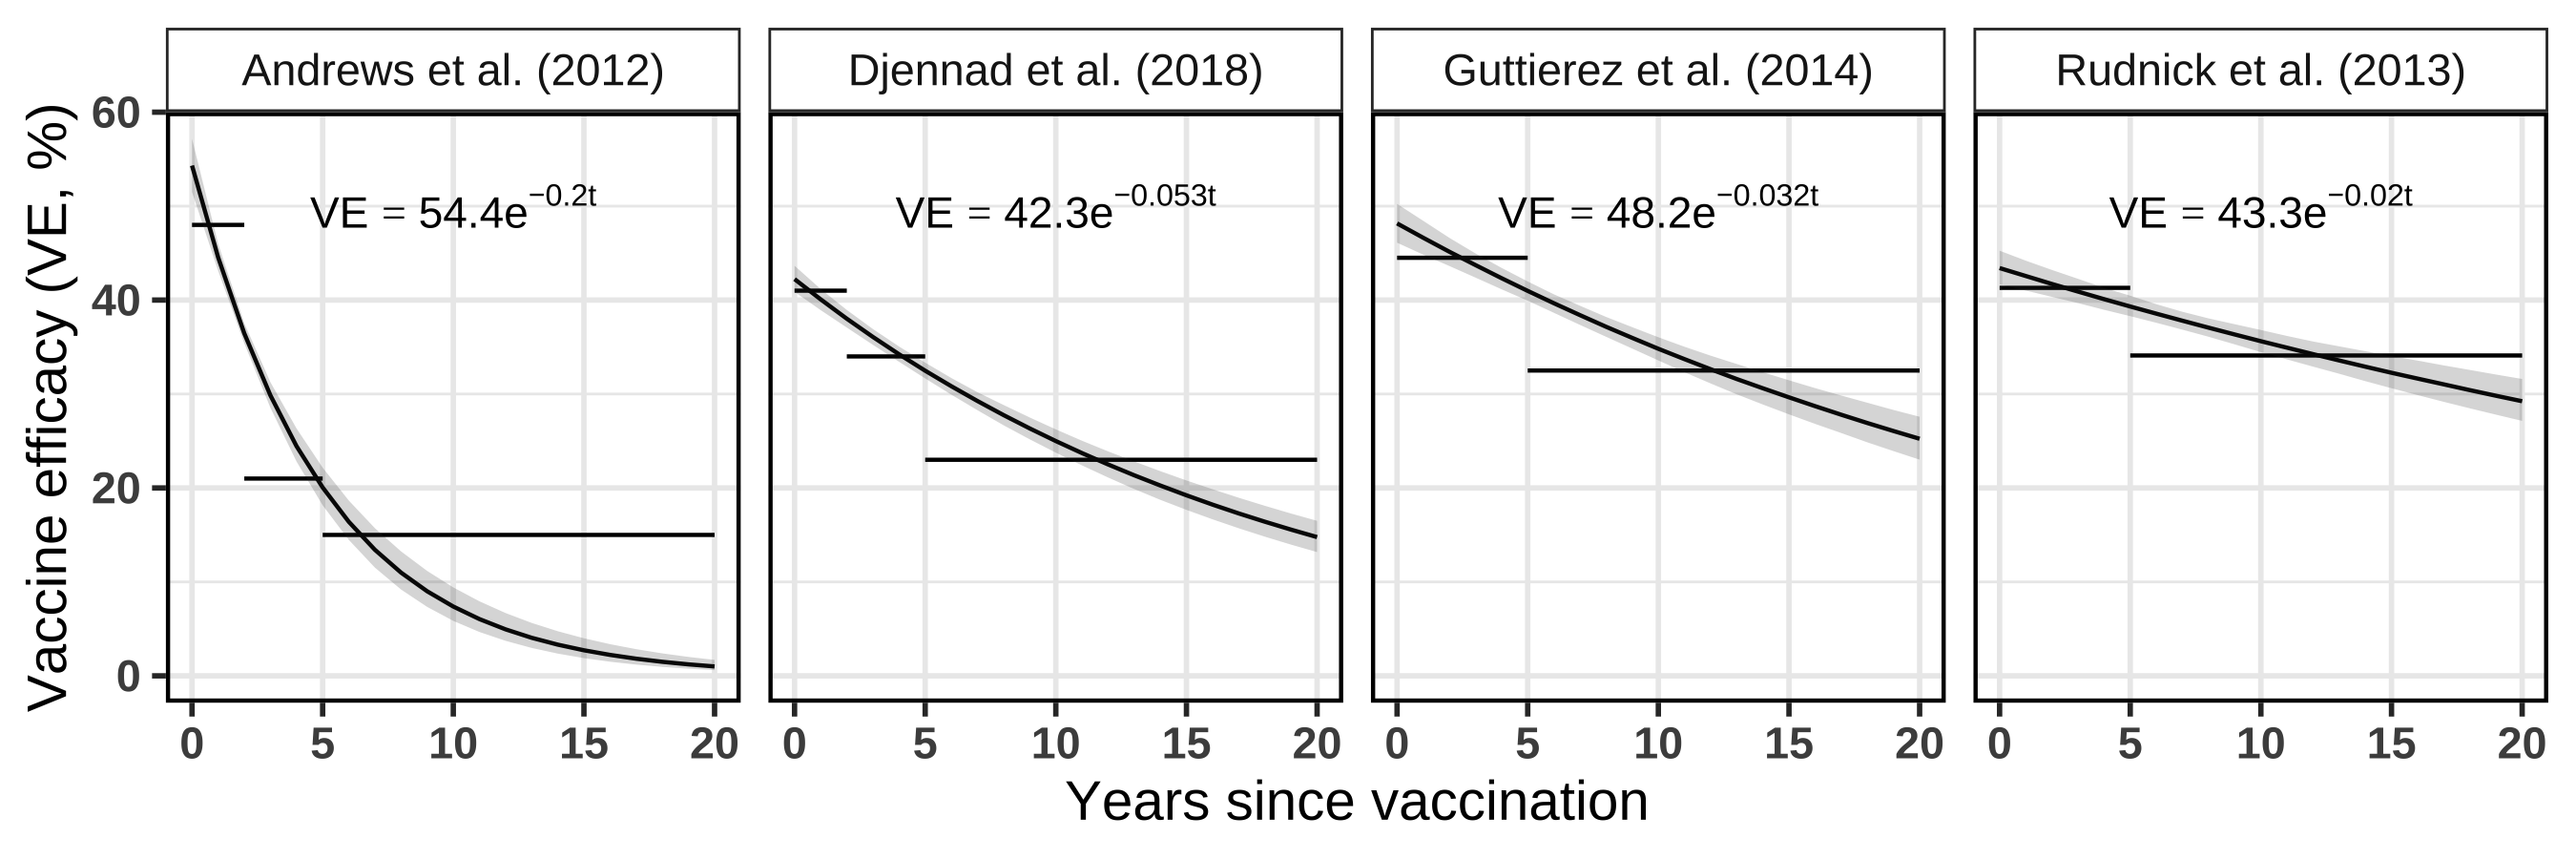 Andrews et al. (2012)
Djennad et al. (2018)
Guttierez et al. (2014)
Rudnick et al. (2013)
Vaccine efficacy (VE, %)
60
40
20
0
VE = 54.4e^−0.2t
VE = 42.3e^−0.053t
VE = 48.2e^−0.032t
VE = 43.3e^−0.02t
0 5 10 15 20
0 5 10 15 20
0 5 10 15 20
0 5 10 15 20
Years since vaccination